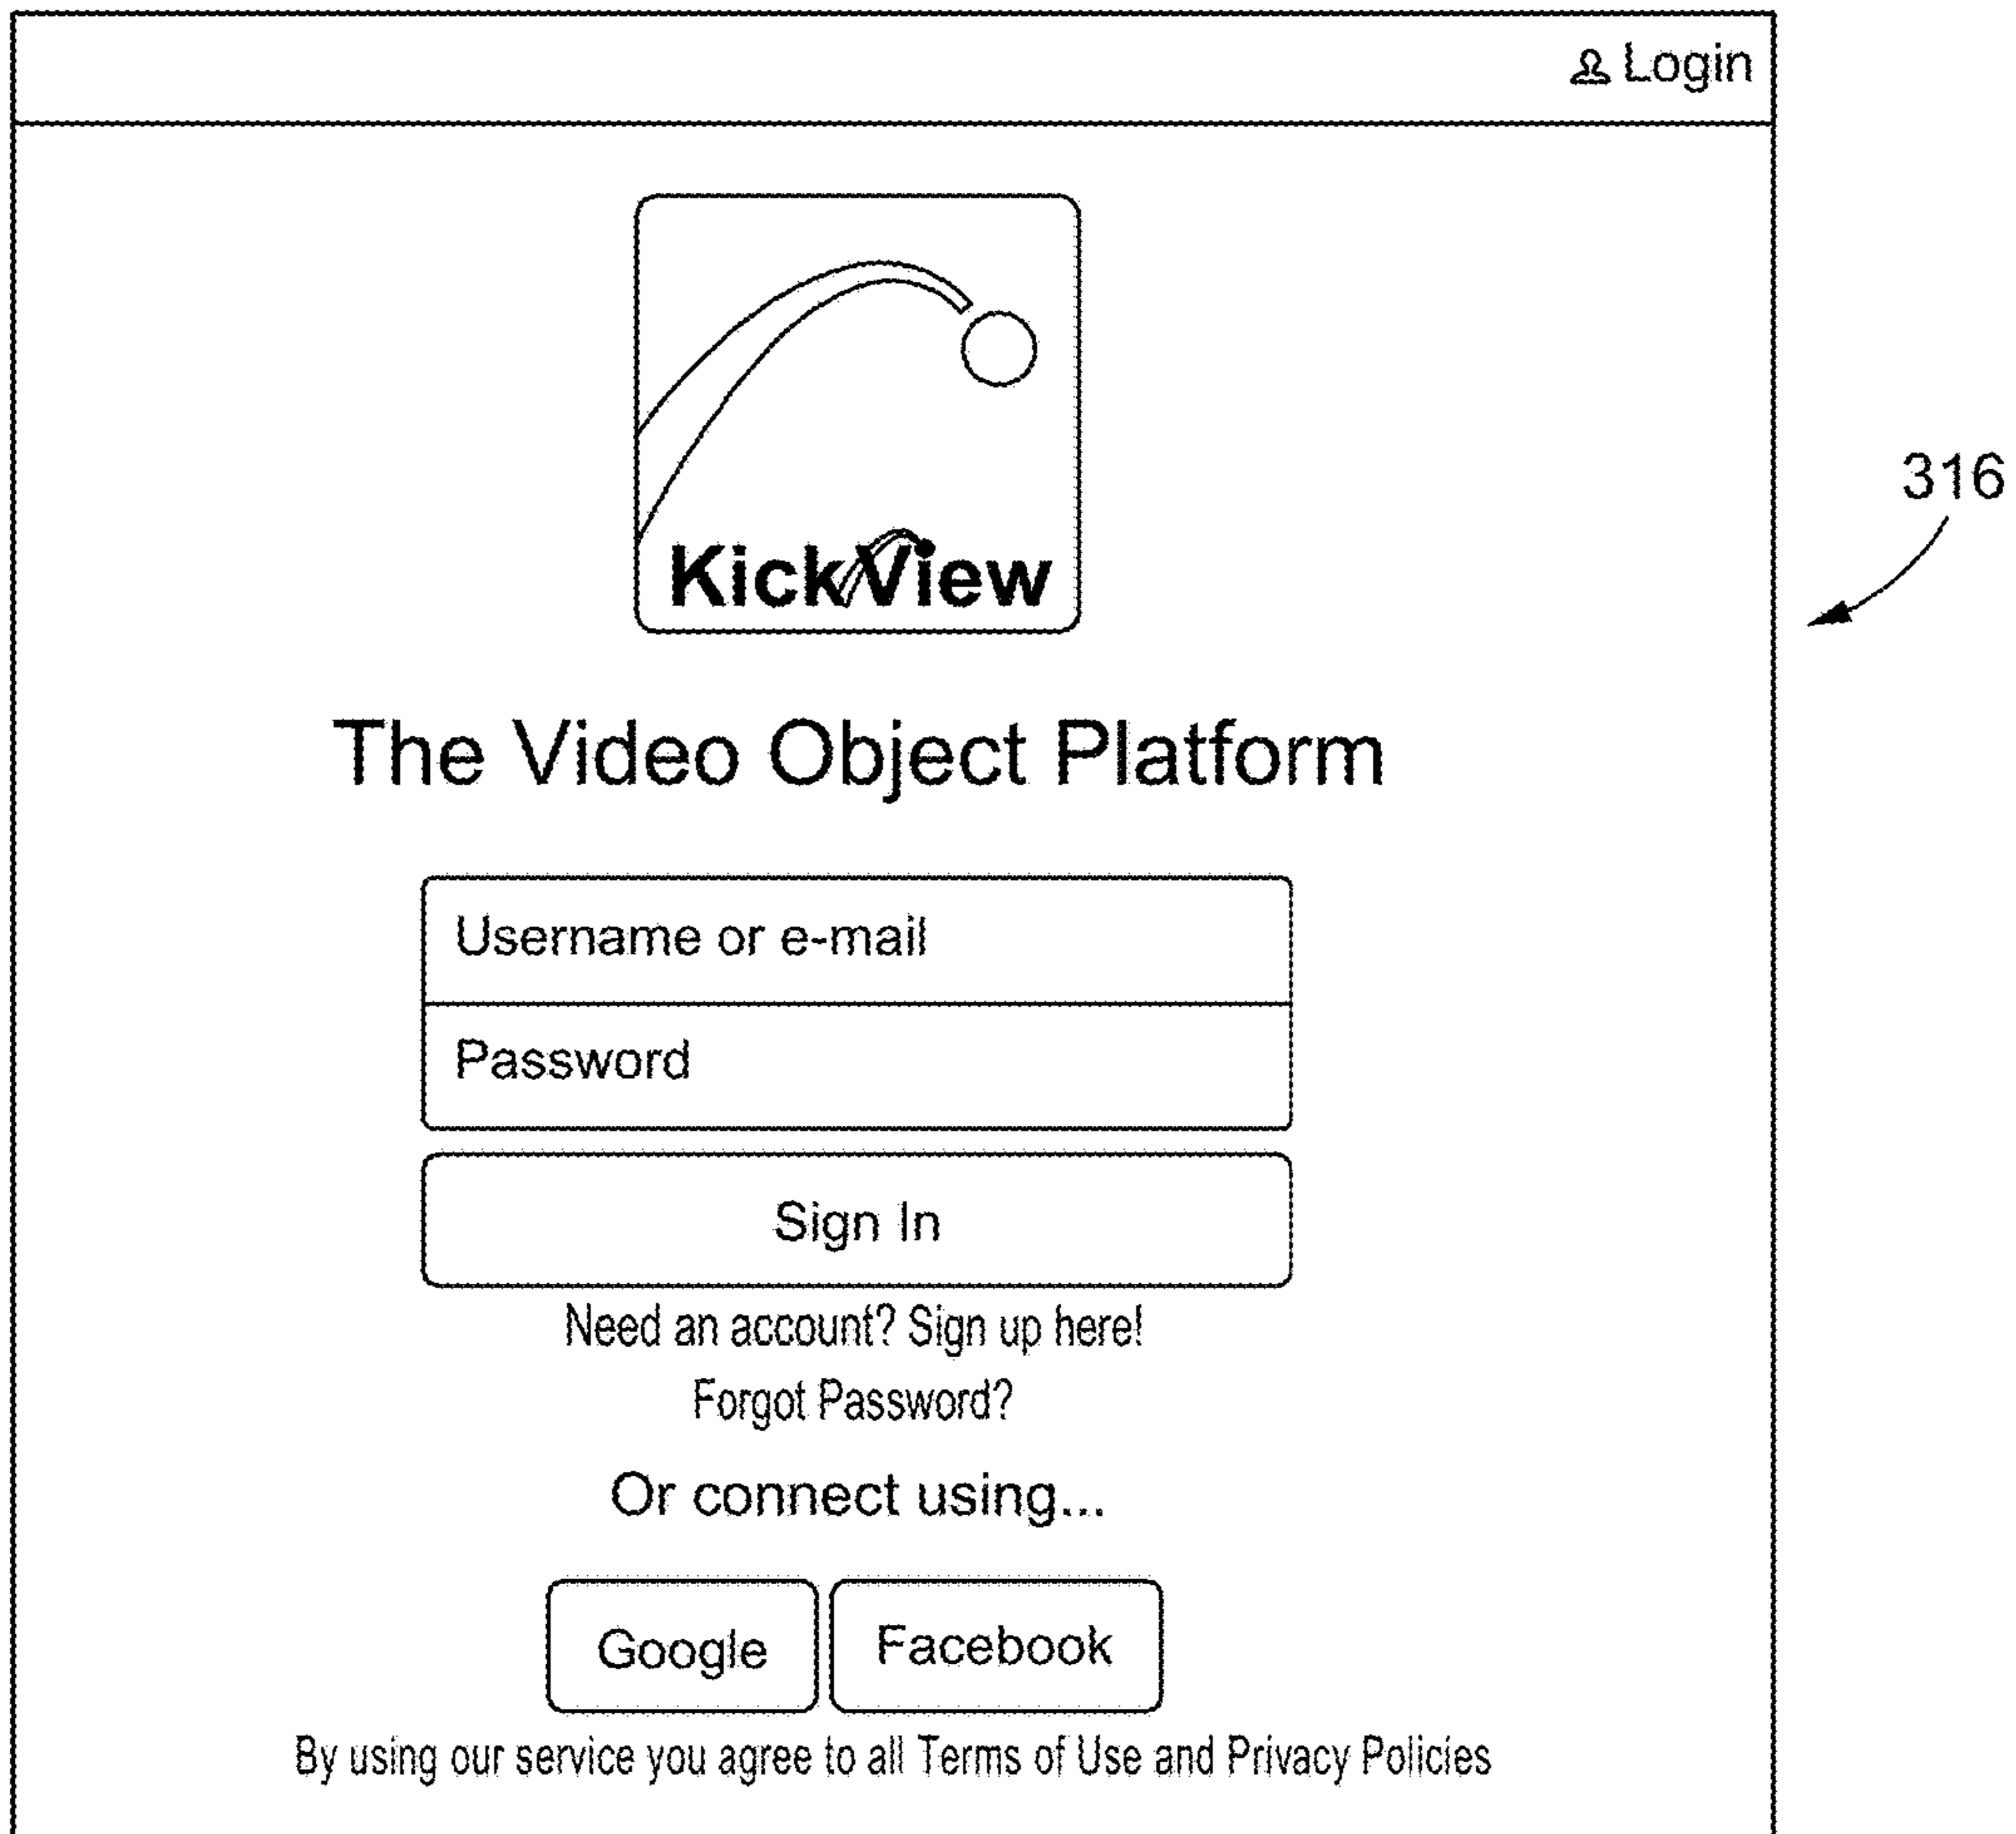 Login
KickView
316
The Video Object Platform
Username or e-mail
Password
Sign In
Need an account? Sign up here!
Forgot Password?
Or connect using...
Google
Facebook
By using our service you agree to all Terms of Use and Privacy Policies